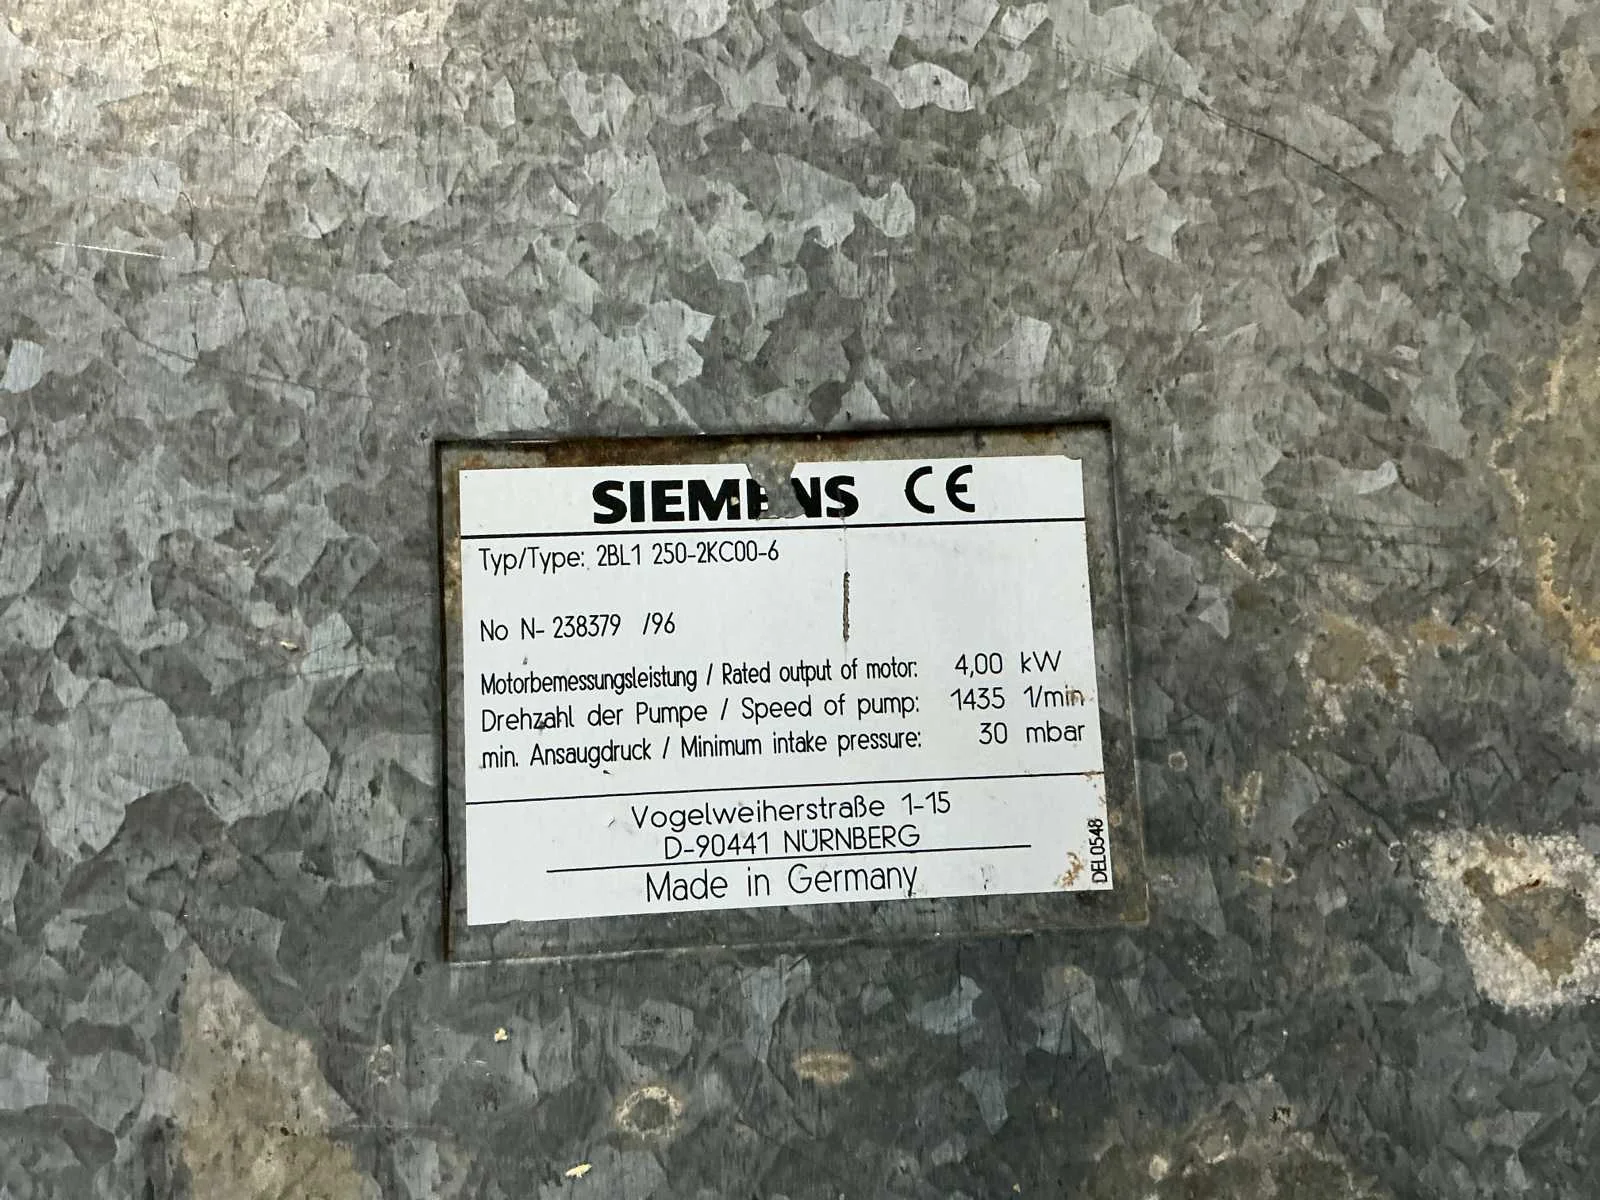 SIEMENS CE
Typ/Type: 2BL1 250-2KC00-6
No N- 238379 /96
Motorbemessungsleistung / Rated output of motor: 4,00 kW
Drehzahl der Pumpe / Speed of pump: 1435 1/min
min. Ansaugdruck / Minimum intake pressure: 30 mbar
Vogelweiherstraße 1-15
D-90441 NÜRNBERG
Made in Germany
DEL0548